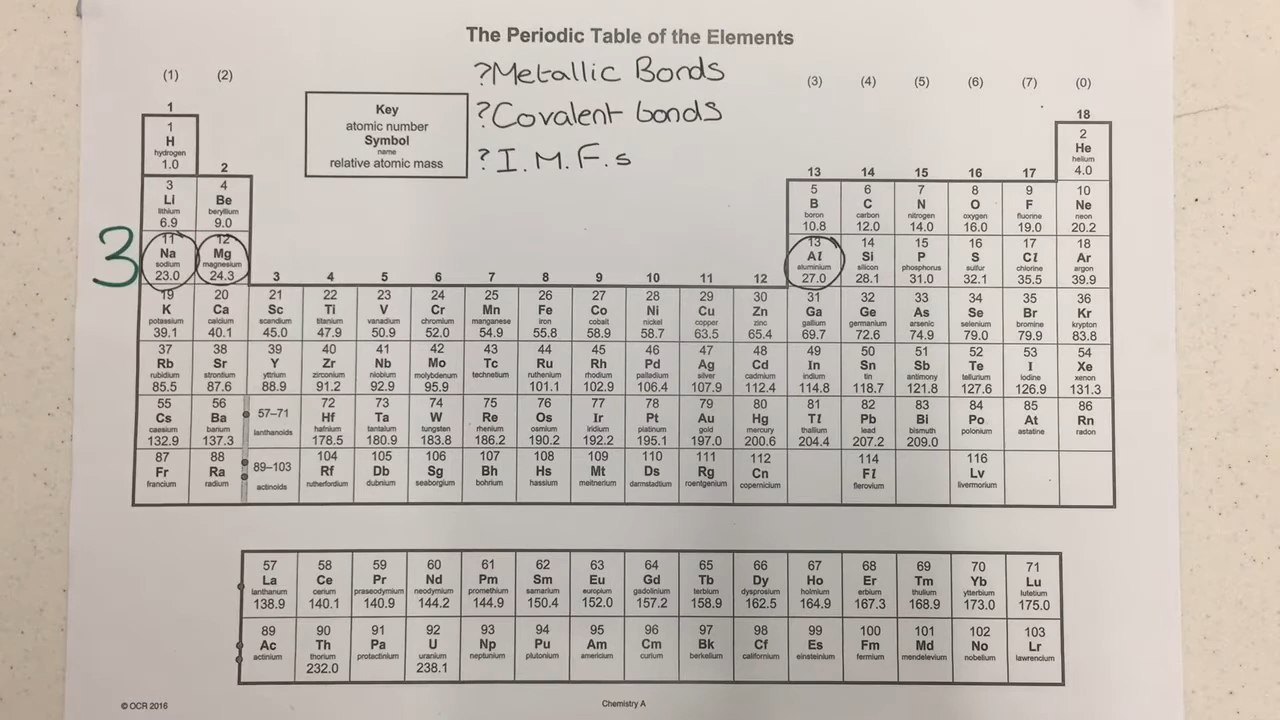 The Periodic Table of the Elements
(1) (2) (3) (4) (5) (6) (7) (0)
?Metallic Bonds
?Covalent bonds
?I.M.F.s
Key
atomic number
Symbol
name
relative atomic mass
1 18
1 2
H He
hydrogen helium
1.0 4.0
2 13 14 15 16 17
3 4 5 6 7 8 9 10
Li Be B C N O F Ne
lithium beryllium boron carbon nitrogen oxygen fluorine neon
6.9 9.0 10.8 12.0 14.0 16.0 19.0 20.2
3
11 12 13 14 15 16 17 18
Na Mg Al Si P S Cl Ar
sodium magnesium aluminium silicon phosphorus sulfur chlorine argon
23.0 24.3 27.0 28.1 31.0 32.1 35.5 39.9
3 4 5 6 7 8 9 10 11 12
19 20 21 22 23 24 25 26 27 28 29 30 31 32 33 34 35 36
K Ca Sc Ti V Cr Mn Fe Co Ni Cu Zn Ga Ge As Se Br Kr
potassium calcium scandium titanium vanadium chromium manganese iron cobalt nickel copper zinc gallium germanium arsenic selenium bromine krypton
39.1 40.1 45.0 47.9 50.9 52.0 54.9 55.8 58.9 58.7 63.5 65.4 69.7 72.6 74.9 79.0 79.9 83.8
37 38 39 40 41 42 43 44 45 46 47 48 49 50 51 52 53 54
Rb Sr Y Zr Nb Mo Tc Ru Rh Pd Ag Cd In Sn Sb Te I Xe
rubidium strontium yttrium zirconium niobium molybdenum technetium ruthenium rhodium palladium silver cadmium indium tin antimony tellurium iodine xenon
85.5 87.6 88.9 91.2 92.9 95.9 101.1 102.9 106.4 107.9 112.4 114.8 118.7 121.8 127.6 126.9 131.3
55 56 57–71 72 73 74 75 76 77 78 79 80 81 82 83 84 85 86
Cs Ba Hf Ta W Re Os Ir Pt Au Hg Tl Pb Bi Po At Rn
caesium barium lanthanoids hafnium tantalum tungsten rhenium osmium iridium platinum gold mercury thallium lead bismuth polonium astatine radon
132.9 137.3 178.5 180.9 183.8 186.2 190.2 192.2 195.1 197.0 200.6 204.4 207.2 209.0
87 88 89–103 104 105 106 107 108 109 110 111 112 114 116
Fr Ra Rf Db Sg Bh Hs Mt Ds Rg Cn Fl Lv
francium radium actinoids rutherfordium dubnium seaborgium bohrium hassium meitnerium darmstadtium roentgenium copernicium flerovium livermorium
57 58 59 60 61 62 63 64 65 66 67 68 69 70 71
La Ce Pr Nd Pm Sm Eu Gd Tb Dy Ho Er Tm Yb Lu
lanthanum cerium praseodymium neodymium promethium samarium europium gadolinium terbium dysprosium holmium erbium thulium ytterbium lutetium
138.9 140.1 140.9 144.2 144.9 150.4 152.0 157.2 158.9 162.5 164.9 167.3 168.9 173.0 175.0
89 90 91 92 93 94 95 96 97 98 99 100 101 102 103
Ac Th Pa U Np Pu Am Cm Bk Cf Es Fm Md No Lr
actinium thorium protactinium uranium neptunium plutonium americium curium berkelium californium einsteinium fermium mendelevium nobelium lawrencium
232.0 238.1
© OCR 2016 Chemistry A